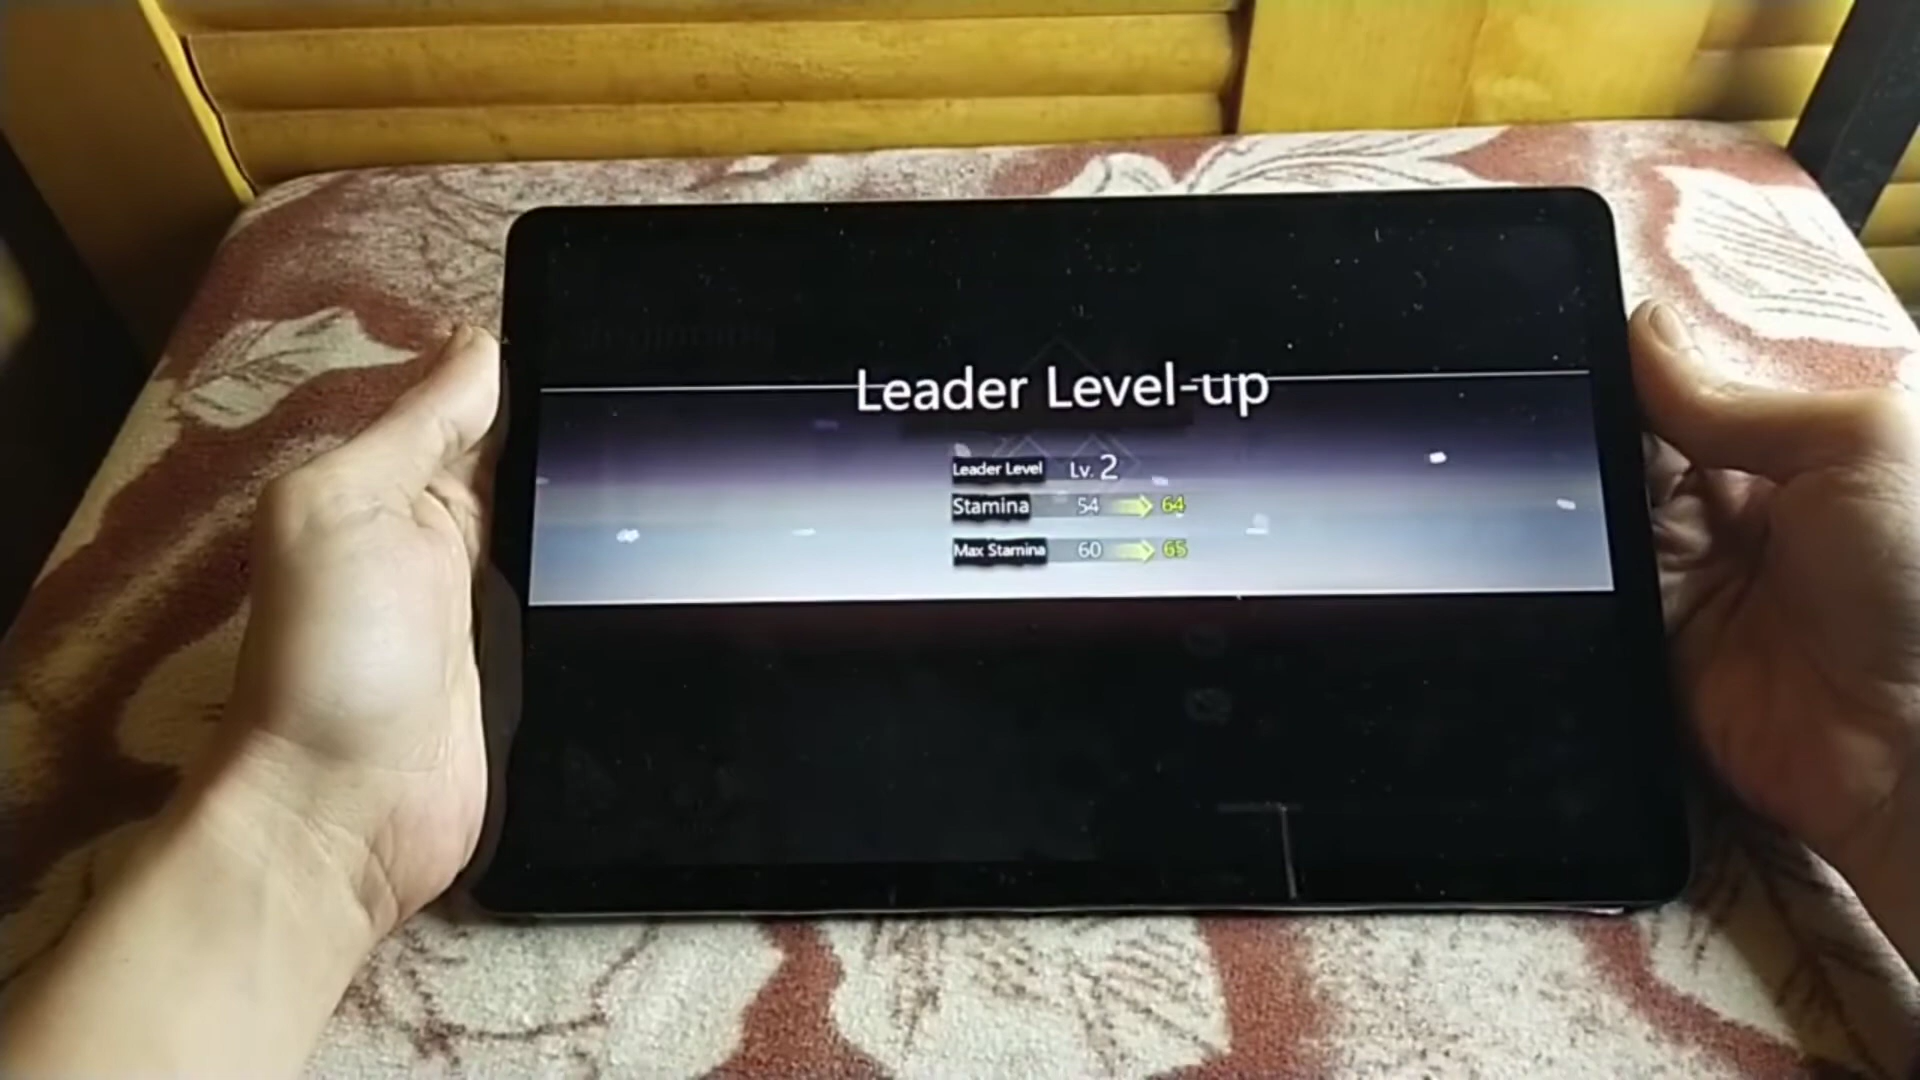 Leader Level-up
Leader Level Lv. 2
Stamina 54 64
Max Stamina 60 65